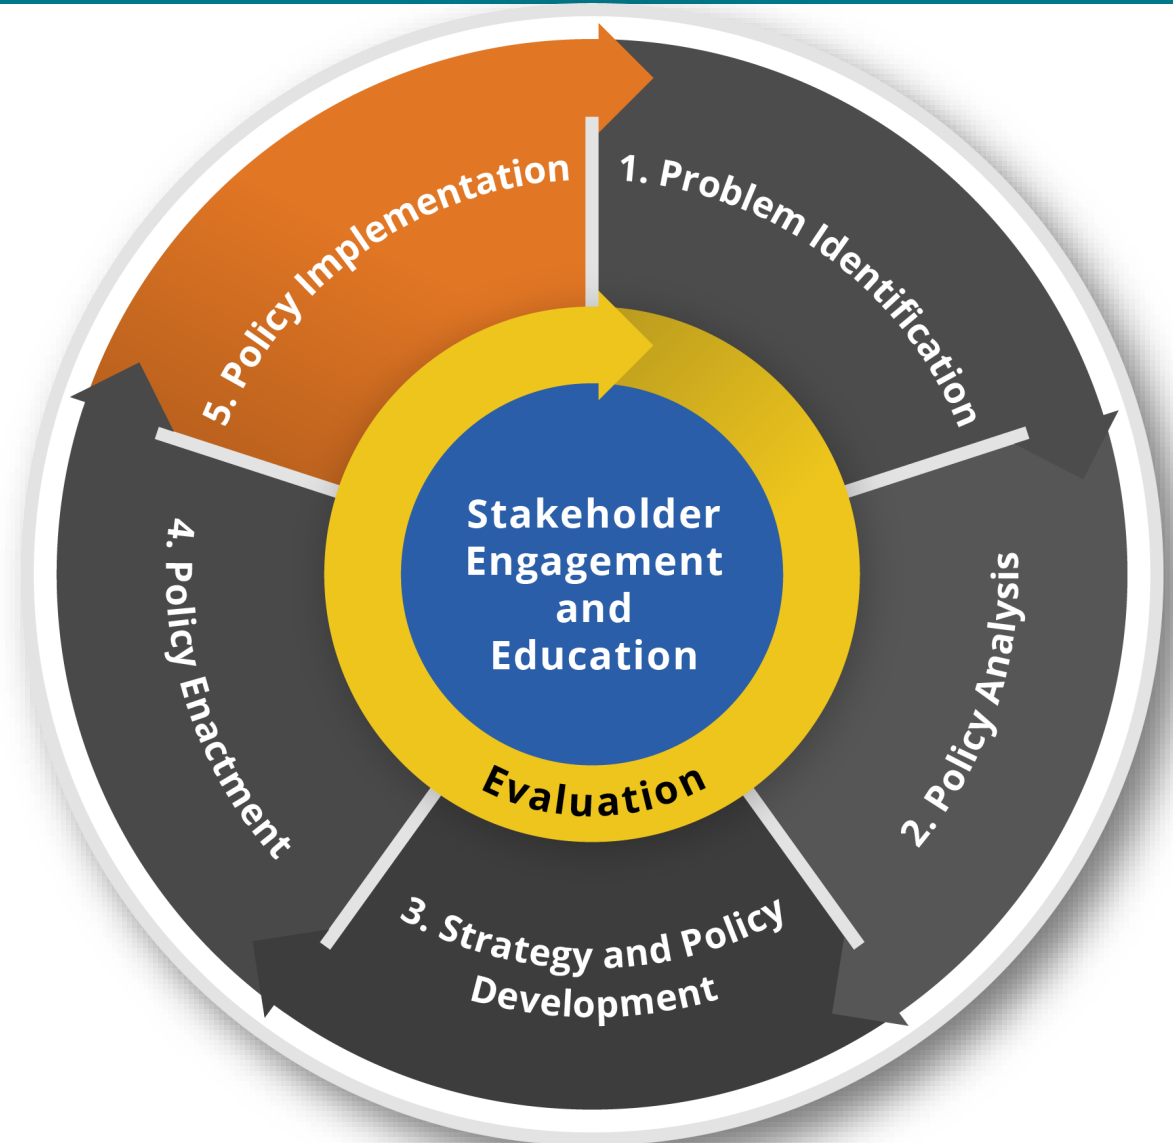 1. Problem Identification
2. Policy Analysis
3. Strategy and Policy
Development
4. Policy Enactment
5. Policy Implementation
Stakeholder
Engagement
and
Education
Evaluation